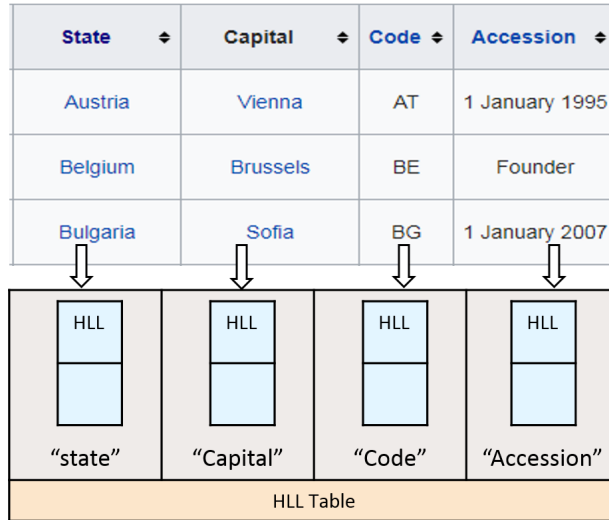 State Capital Code Accession
Austria Vienna AT 1 January 1995
Belgium Brussels BE Founder
Bulgaria Sofia BG 1 January 2007
HLL HLL HLL HLL
“state” “Capital” “Code” “Accession”
HLL Table